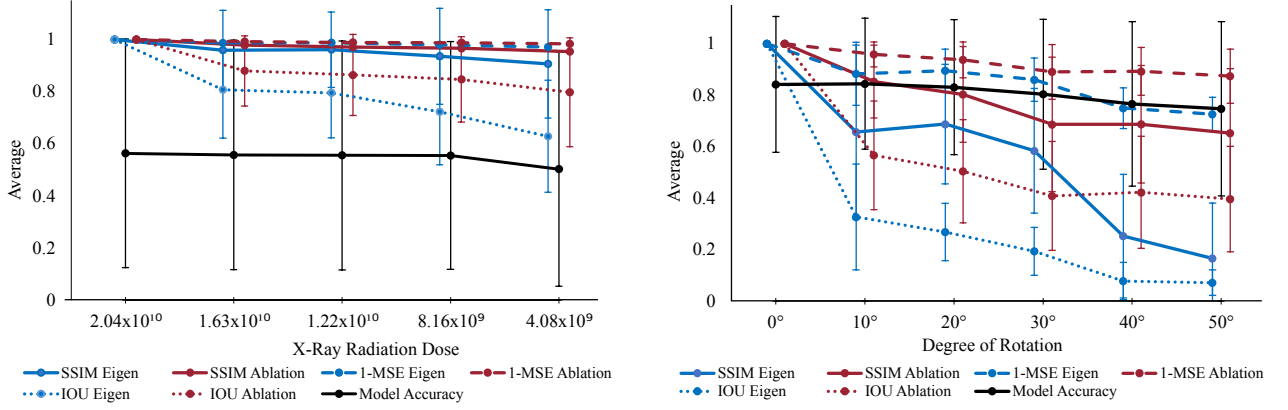 Average
1
0.8
0.6
0.4
0.2
0
2.04x10¹⁰ 1.63x10¹⁰ 1.22x10¹⁰ 8.16x10⁹ 4.08x10⁹
X-Ray Radiation Dose
SSIM Eigen SSIM Ablation 1-MSE Eigen 1-MSE Ablation
IOU Eigen IOU Ablation Model Accuracy
Average
1
0.8
0.6
0.4
0.2
0
0° 10° 20° 30° 40° 50°
Degree of Rotation
SSIM Eigen SSIM Ablation 1-MSE Eigen 1-MSE Ablation
IOU Eigen IOU Ablation Model Accuracy